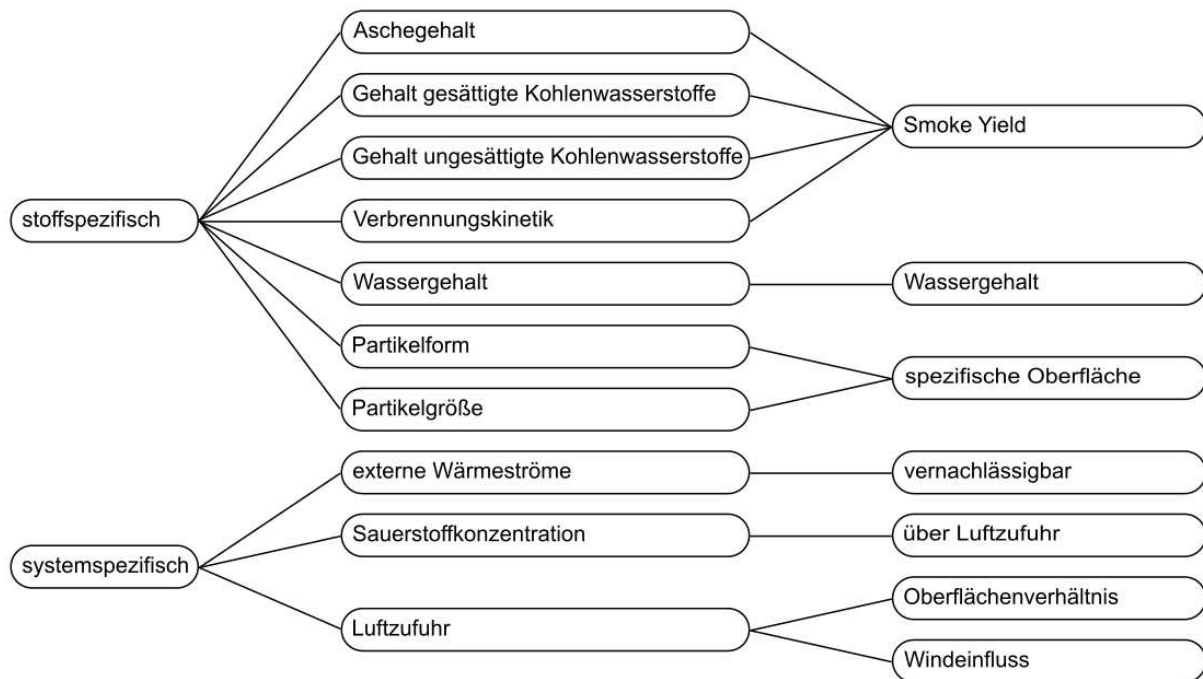 Aschegehalt
Gehalt gesättigte Kohlenwasserstoffe
Smoke Yield
Gehalt ungesättigte Kohlenwasserstoffe
stoffspezifisch
Verbrennungskinetik
Wassergehalt
Wassergehalt
Partikelform
spezifische Oberfläche
Partikelgröße
externe Wärmeströme
vernachlässigbar
Sauerstoffkonzentration
über Luftzufuhr
systemspezifisch
Oberflächenverhältnis
Luftzufuhr
Windeinfluss